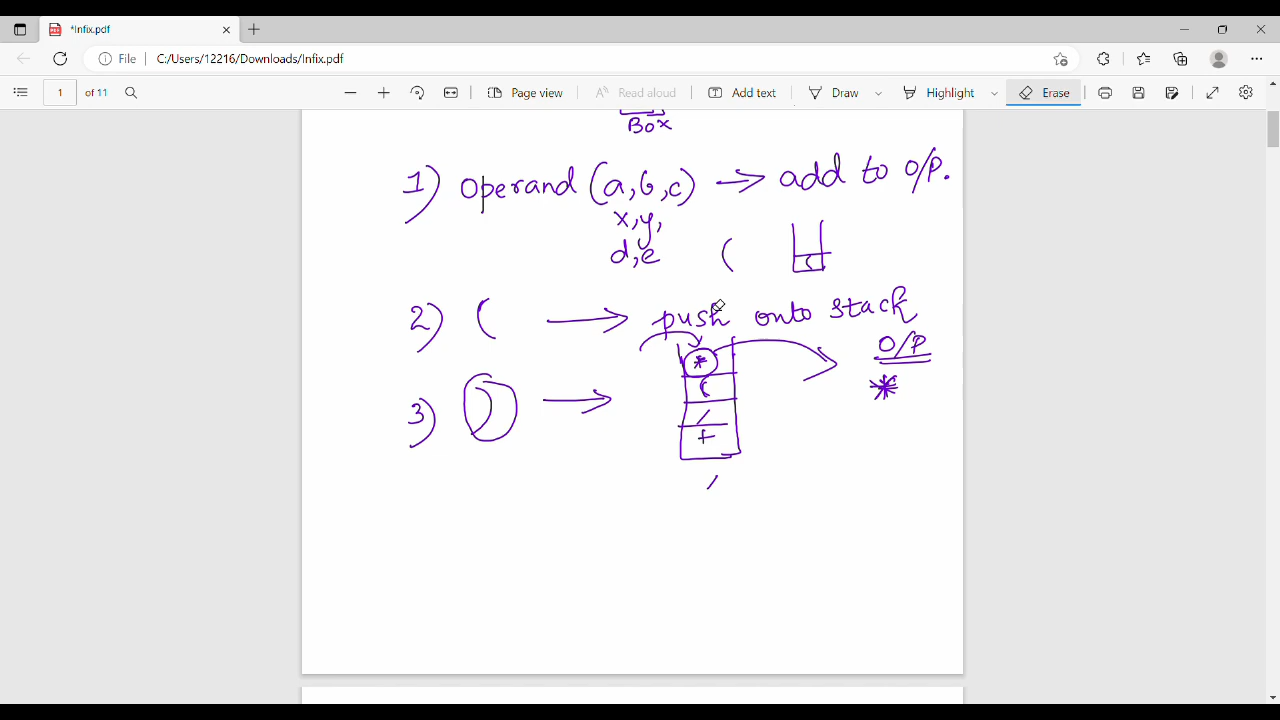 *Infix.pdf
File C:/Users/12216/Downloads/Infix.pdf
1 of 11 Page view Read aloud Add text Draw Highlight Erase
Box
1) Operand (a,b,c) → add to O/P.
x,y,
d,e (
(
2) ( → push onto stack
O/P
*
*
(
3) ) →
/
+
/